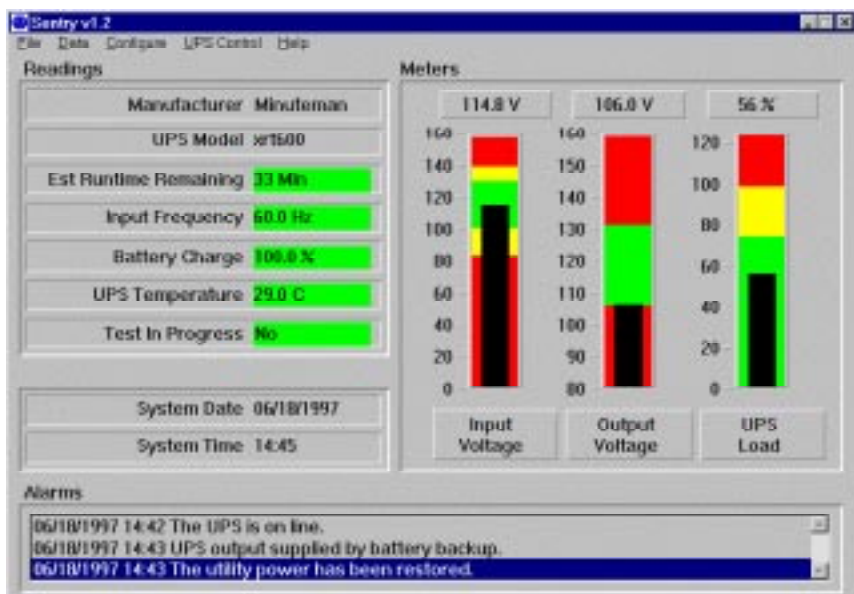 Sentry v1.2
File Data Configure UPS Control Help
Readings
Manufacturer Minuteman
UPS Model xrt600
Est Runtime Remaining 33 Min
Input Frequency 60.0 Hz
Battery Charge 100.0 %
UPS Temperature 29.0 C
Test In Progress No
System Date 06/18/1997
System Time 14:45
Meters
114.8 V
160
140
120
100
80
60
40
20
0
Input
Voltage
106.0 V
160
150
140
130
120
110
100
90
80
Output
Voltage
56 %
120
100
80
60
40
20
0
UPS
Load
Alarms
06/18/1997 14:42 The UPS is on line.
06/18/1997 14:43 UPS output supplied by battery backup.
06/18/1997 14:43 The utility power has been restored.